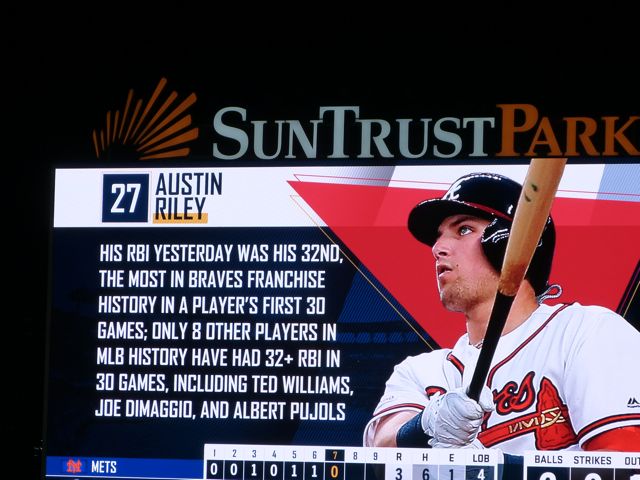 SUNTRUST PARK
27 AUSTIN
RILEY
HIS RBI YESTERDAY WAS HIS 32ND,
THE MOST IN BRAVES FRANCHISE
HISTORY IN A PLAYER'S FIRST 30
GAMES; ONLY 8 OTHER PLAYERS IN
MLB HISTORY HAVE HAD 32+ RBI IN
30 GAMES, INCLUDING TED WILLIAMS,
JOE DIMAGGIO, AND ALBERT PUJOLS
1 2 3 4 5 6 7 8 9 R H E LOB BALLS STRIKES
METS 0 0 1 0 1 1 0 3 6 1 4